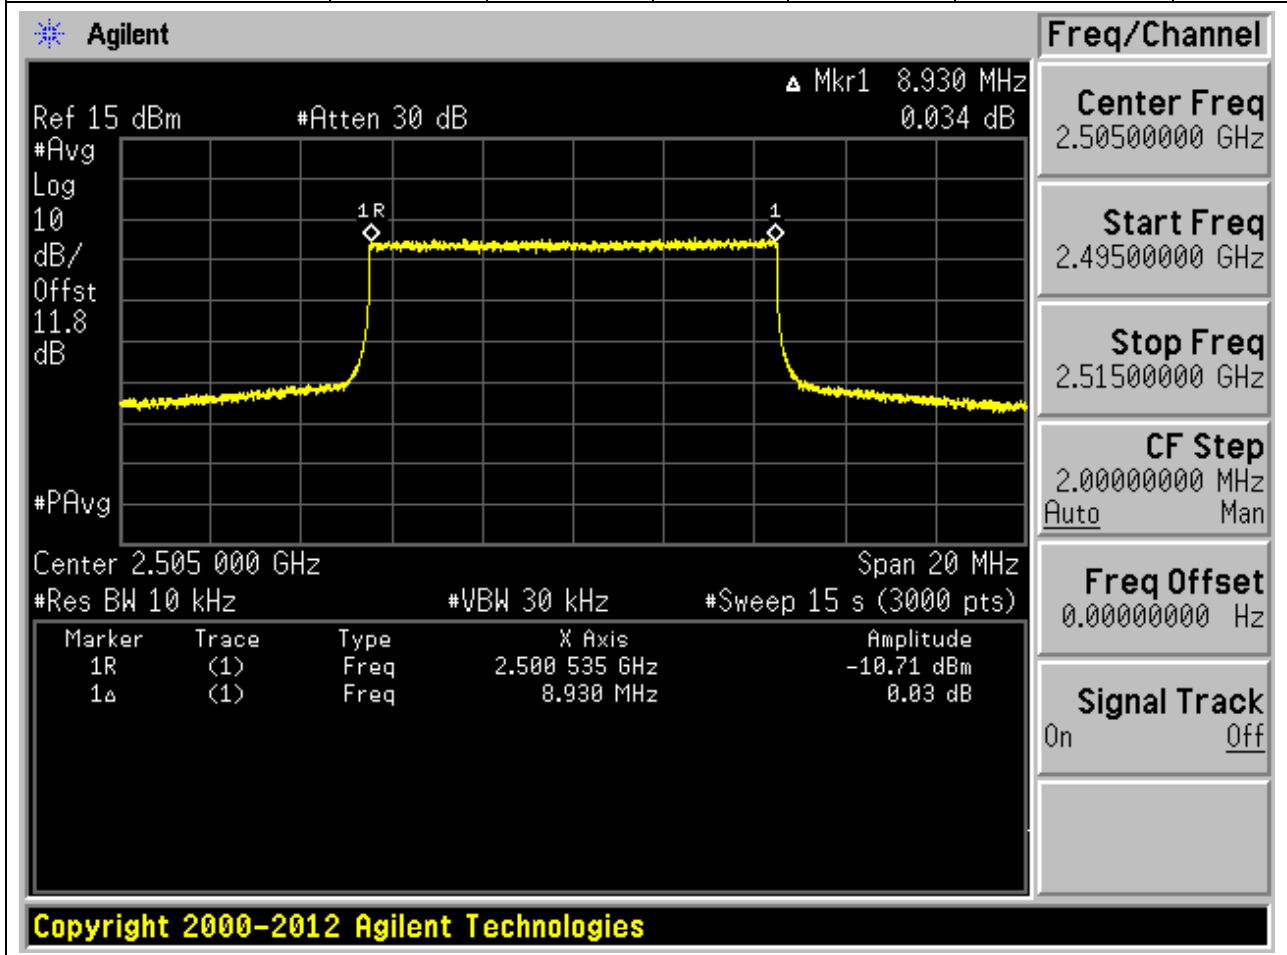 Agilent
Freq/Channel
Δ Mkr1 8.930 MHz
Ref 15 dBm #Atten 30 dB 0.034 dB
#Avg
Log
10
dB/
Offst
11.8
dB
1R
1
#PAvg
Center 2.505 000 GHz Span 20 MHz
#Res BW 10 kHz #VBW 30 kHz #Sweep 15 s (3000 pts)
Marker Trace Type X Axis Amplitude
1R (1) Freq 2.500 535 GHz -10.71 dBm
1Δ (1) Freq 8.930 MHz 0.03 dB
Center Freq
2.50500000 GHz
Start Freq
2.49500000 GHz
Stop Freq
2.51500000 GHz
CF Step
2.00000000 MHz
Auto Man
Freq Offset
0.00000000 Hz
Signal Track
On Off
Copyright 2000-2012 Agilent Technologies